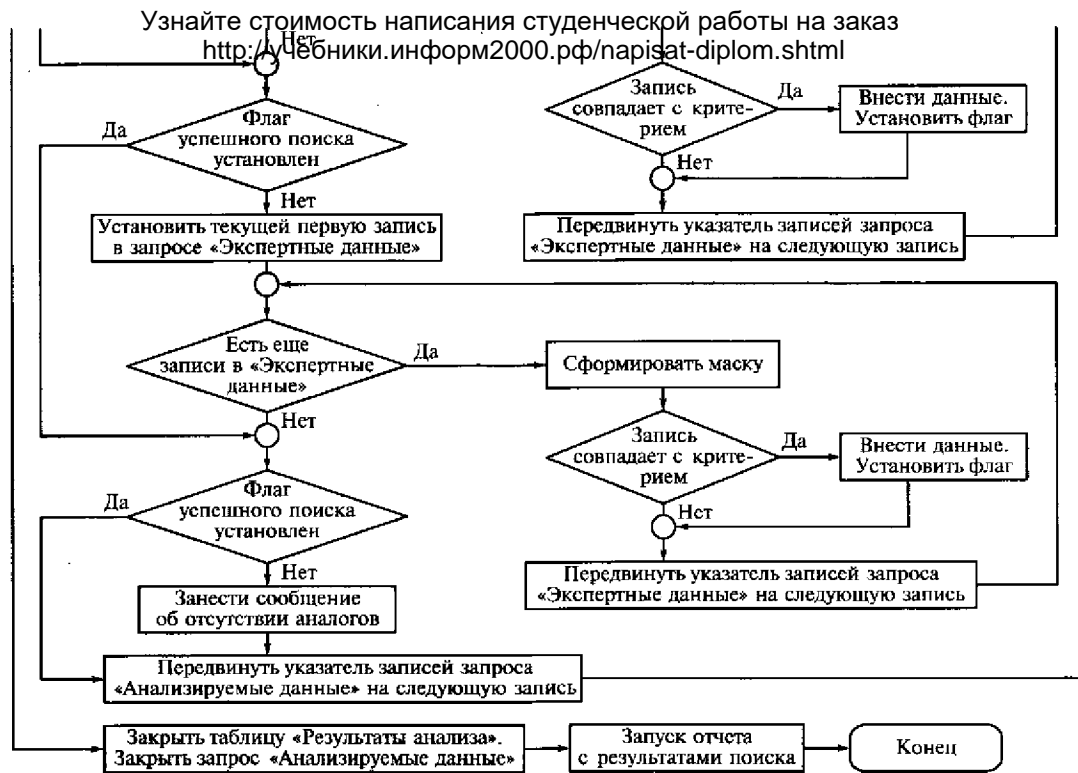 Узнайте стоимость написания студенческой работы на заказ
http://учебники.информ2000.рф/napisat-diplom.shtml
Нет
Флаг
успешного поиска
установлен
Да
Нет
Установить текущей первую запись
в запросе «Экспертные данные»
Запись
совпадает с крите-
рием
Да
Внести данные.
Установить флаг
Нет
Передвинуть указатель записей запроса
«Экспертные данные» на следующую запись
Есть еще
записи в «Экспертные
данные»
Да
Сформировать маску
Нет
Запись
совпадает с крите-
рием
Да
Внести данные.
Установить флаг
Нет
Передвинуть указатель записей запроса
«Экспертные данные» на следующую запись
Флаг
успешного поиска
установлен
Да
Нет
Занести сообщение
об отсутствии аналогов
Передвинуть указатель записей запроса
«Анализируемые данные» на следующую запись
Закрыть таблицу «Результаты анализа».
Закрыть запрос «Анализируемые данные»
Запуск отчета
с результатами поиска
Конец